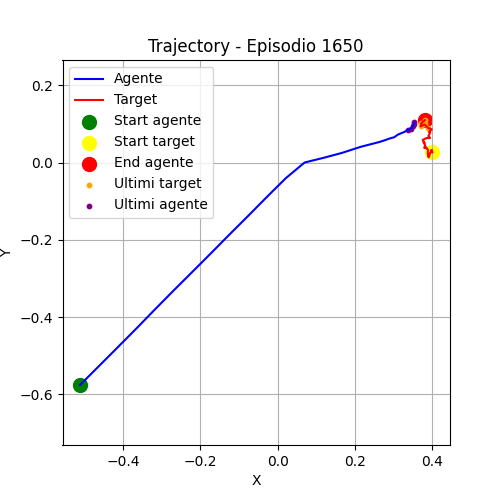 Trajectory - Episodio 1650
Agente
Target
Start agente
Start target
End agente
Ultimi target
Ultimi agente
0.2
0.0
−0.2
−0.4
−0.6
Y
−0.4
−0.2
0.0
0.2
0.4
X